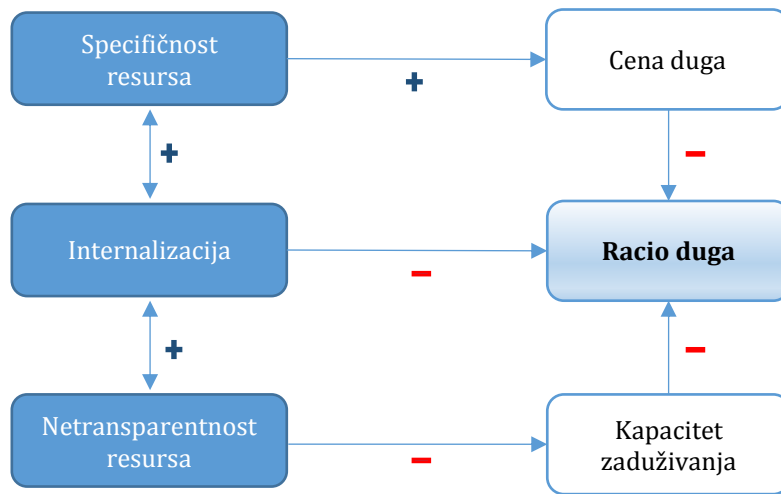 Specifičnost
resursa
Cena duga
+
+
−
Internalizacija
Racio duga
−
+
−
Netransparentnost
resursa
Kapacitet
zaduživanja
−